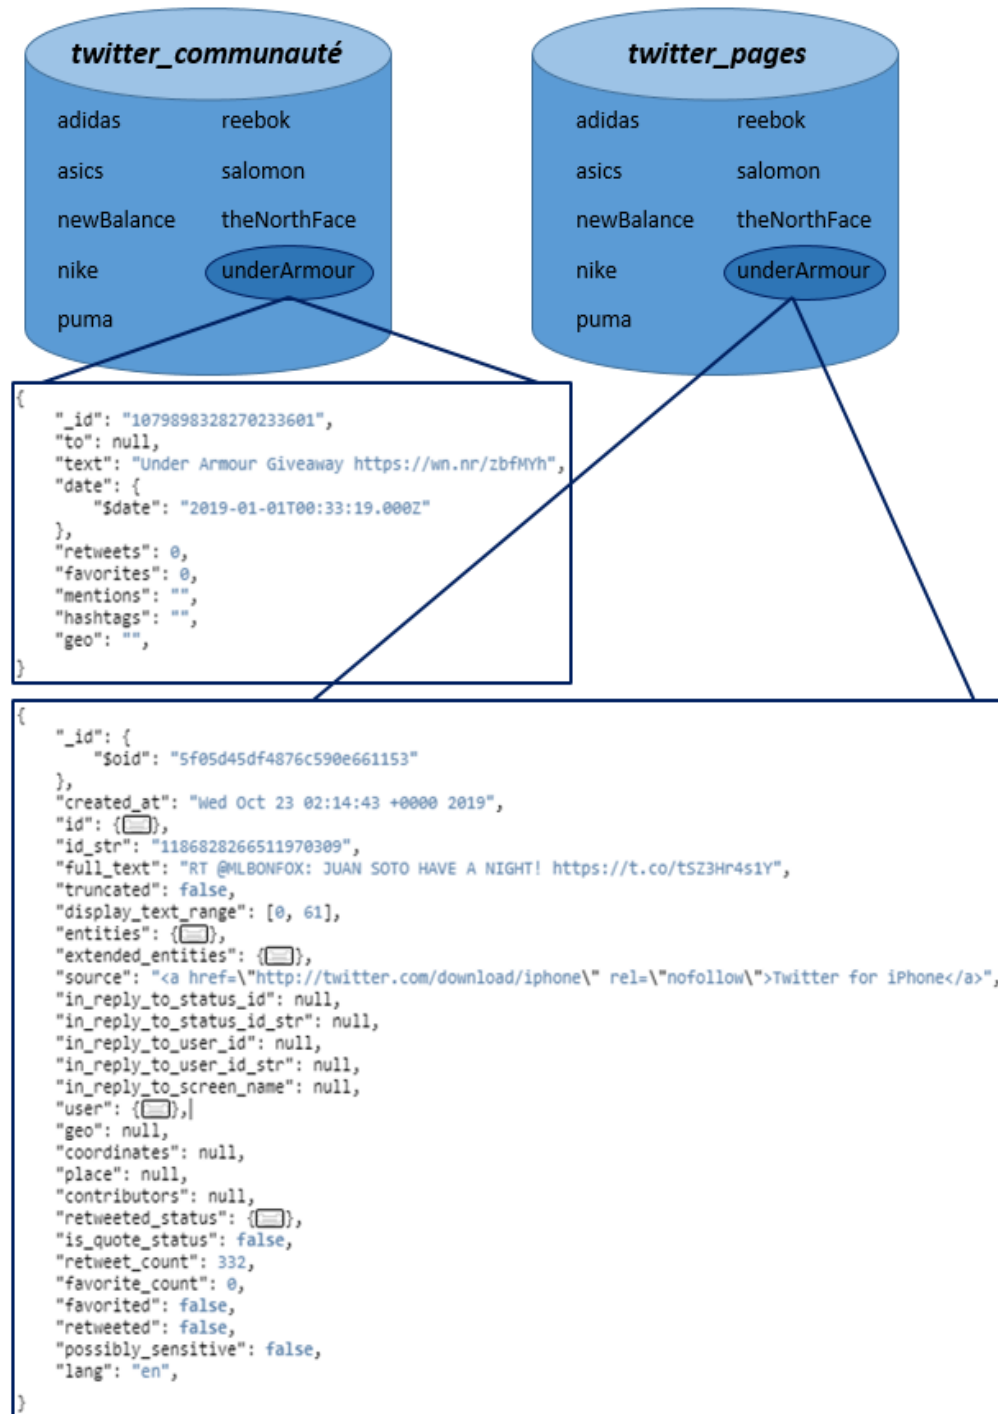 twitter_communauté
adidas reebok
asics salomon
newBalance theNorthFace
nike underArmour
puma
twitter_pages
adidas reebok
asics salomon
newBalance theNorthFace
nike underArmour
puma
{
"_id": "1079898328270233601",
"to": null,
"text": "Under Armour Giveaway https://wn.nr/zbfMYh",
"date": {
"$date": "2019-01-01T00:33:19.000Z"
},
"retweets": 0,
"favorites": 0,
"mentions": "",
"hashtags": "",
"geo": "",
}
{
"_id": {
"$oid": "5f05d45df4876c590e661153"
},
"created_at": "Wed Oct 23 02:14:43 +0000 2019",
"id": {},
"id_str": "1186828266511970309",
"full_text": "RT @MLBONFOX: JUAN SOTO HAVE A NIGHT! https://t.co/tSZ3Hr4s1Y",
"truncated": false,
"display_text_range": [0, 61],
"entities": {},
"extended_entities": {},
"source": "<a href=\"http://twitter.com/download/iphone\" rel=\"nofollow\">Twitter for iPhone</a>",
"in_reply_to_status_id": null,
"in_reply_to_status_id_str": null,
"in_reply_to_user_id": null,
"in_reply_to_user_id_str": null,
"in_reply_to_screen_name": null,
"user": {},
"geo": null,
"coordinates": null,
"place": null,
"contributors": null,
"retweeted_status": {},
"is_quote_status": false,
"retweet_count": 332,
"favorite_count": 0,
"favorited": false,
"retweeted": false,
"possibly_sensitive": false,
"lang": "en",
}